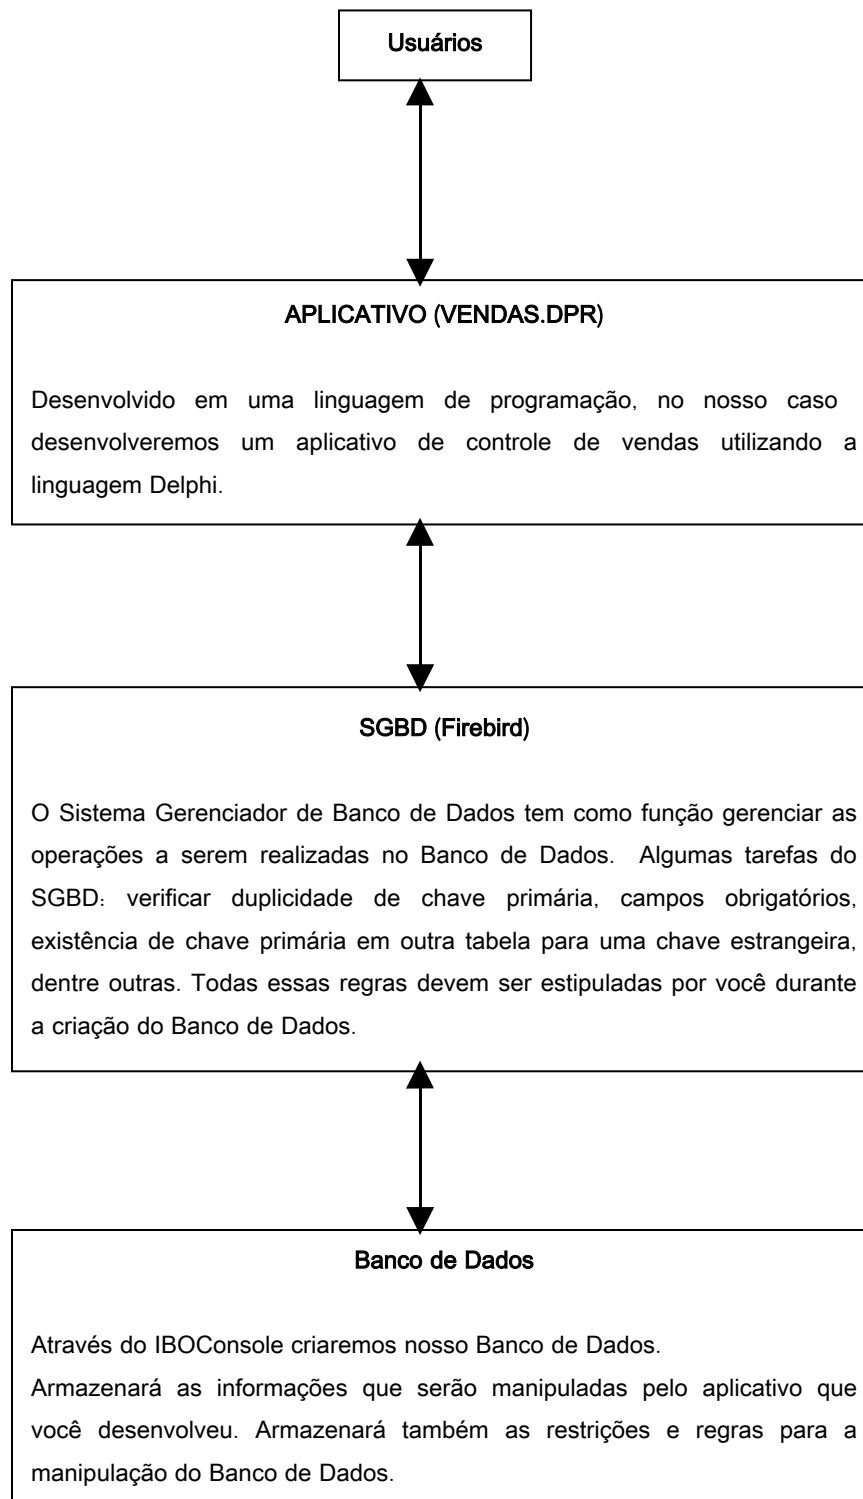 Usuários
APLICATIVO (VENDAS.DPR)
Desenvolvido em uma linguagem de programação, no nosso caso
desenvolveremos um aplicativo de controle de vendas utilizando a
linguagem Delphi.
SGBD (Firebird)
O Sistema Gerenciador de Banco de Dados tem como função gerenciar as
operações a serem realizadas no Banco de Dados. Algumas tarefas do
SGBD: verificar duplicidade de chave primária, campos obrigatórios,
existência de chave primária em outra tabela para uma chave estrangeira,
dentre outras. Todas essas regras devem ser estipuladas por você durante
a criação do Banco de Dados.
Banco de Dados
Através do IBOConsole criaremos nosso Banco de Dados.
Armazenará as informações que serão manipuladas pelo aplicativo que
você desenvolveu. Armazenará também as restrições e regras para a
manipulação do Banco de Dados.